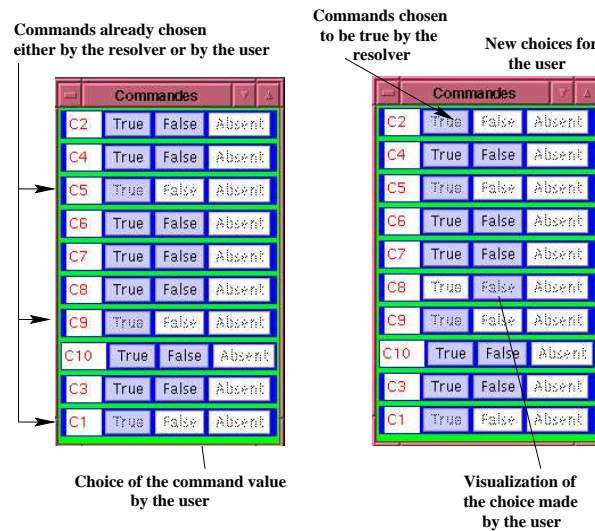 Commands already chosen
either by the resolver or by the user
Commandes
C2 True False Absent
C4 True False Absent
C5 True False Absent
C6 True False Absent
C7 True False Absent
C8 True False Absent
C9 True False Absent
C10 True False Absent
C3 True False Absent
C1 True False Absent
Choice of the command value
by the user
Commands chosen
to be true by the
resolver
New choices for
the user
Commandes
C2 True False Absent
C4 True False Absent
C5 True False Absent
C6 True False Absent
C7 True False Absent
C8 True False Absent
C9 True False Absent
C10 True False Absent
C3 True False Absent
C1 True False Absent
Visualization of
the choice made
by the user